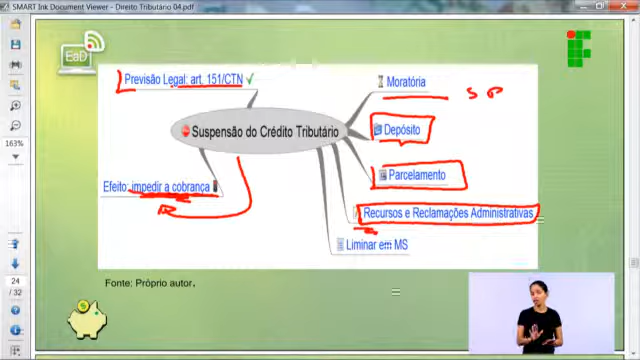 SMART Ink Document Viewer - Direito Tributário 04.pdf
EaD
Previsão Legal: art. 151/CTN
Moratória
Suspensão do Crédito Tributário
Depósito
163%
Parcelamento
Efeito: impedir a cobrança
Recursos e Reclamações Administrativas
Liminar em MS
24
/ 32
Fonte: Próprio autor.